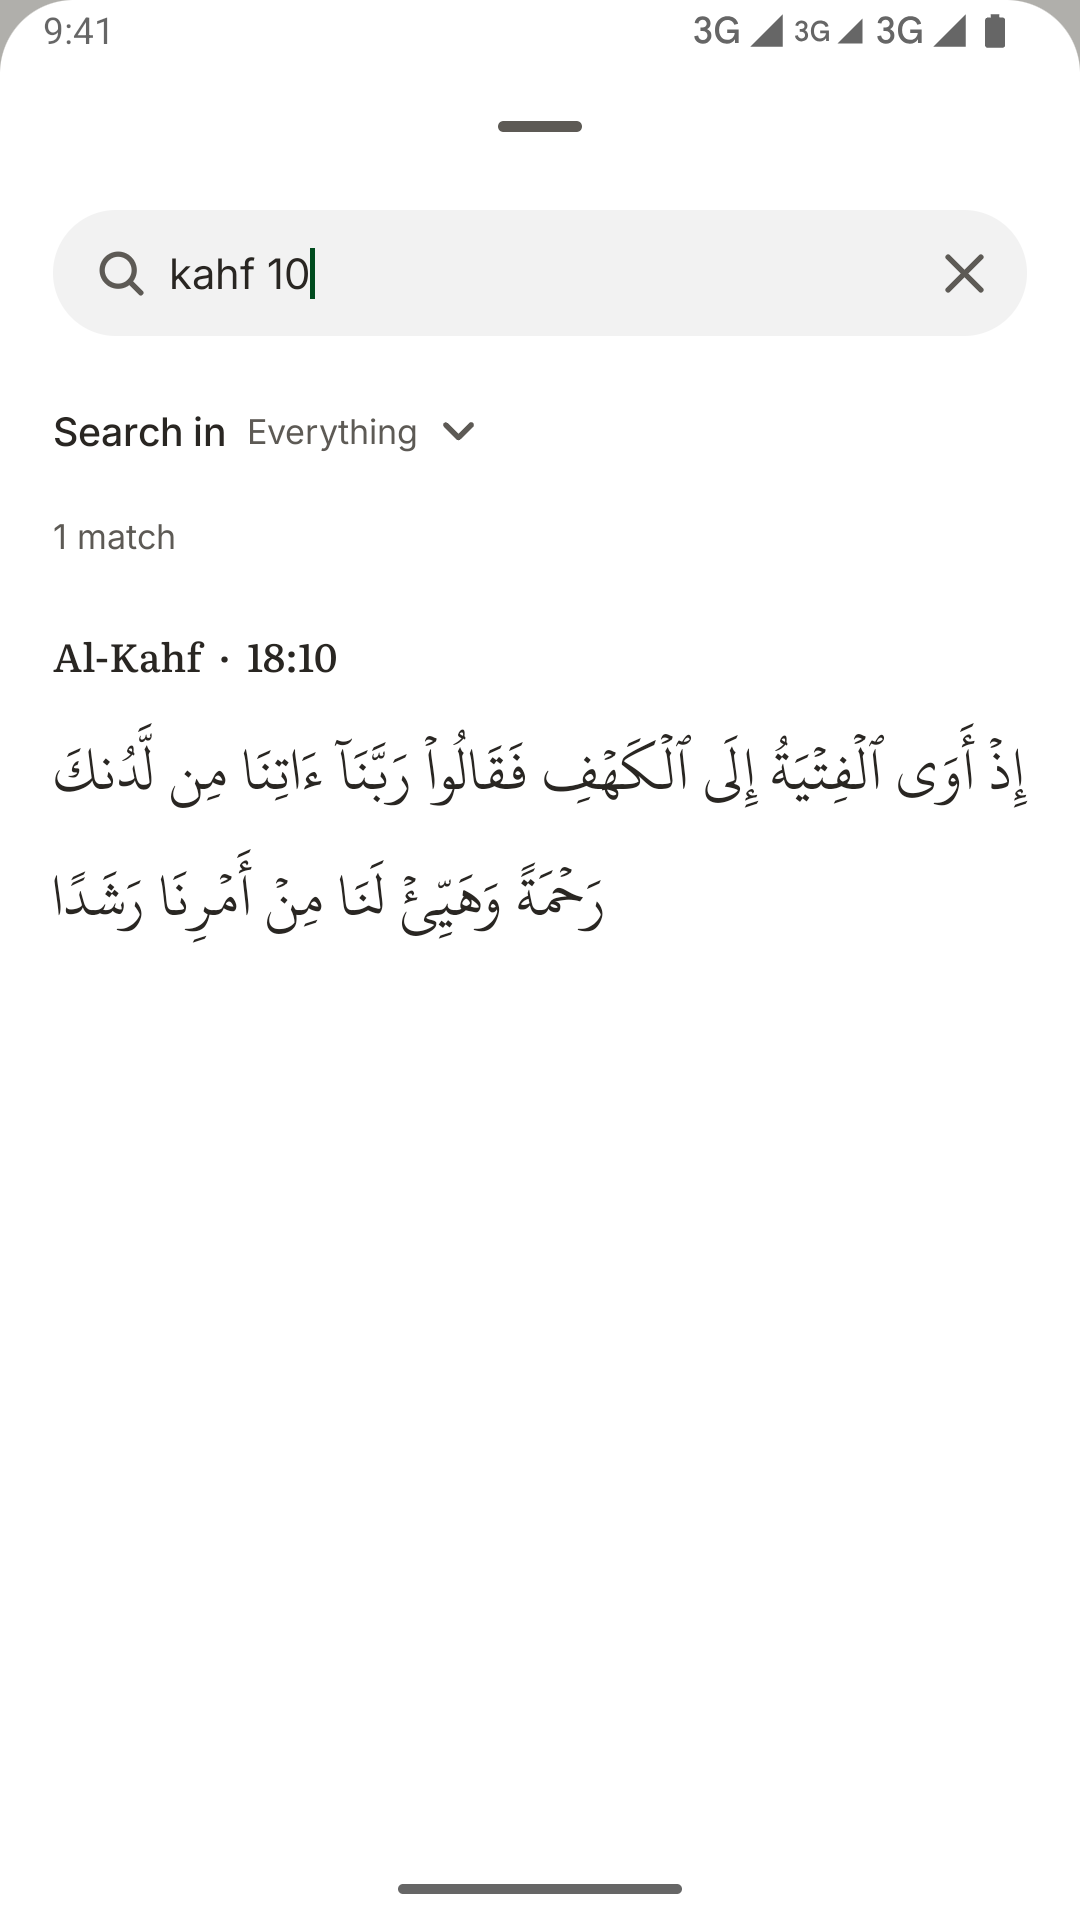 9:41 3G 3G 3G
kahf 10
Search in Everything
1 match
Al-Kahf · 18:10
إِذۡ أَوَى ٱلۡفِتۡيَةُ إِلَى ٱلۡكَهۡفِ فَقَالُواْ رَبَّنَآ ءَاتِنَا مِن لَّدُنكَ
رَحۡمَةٗ وَهَيِّئۡ لَنَا مِنۡ أَمۡرِنَا رَشَدٗا